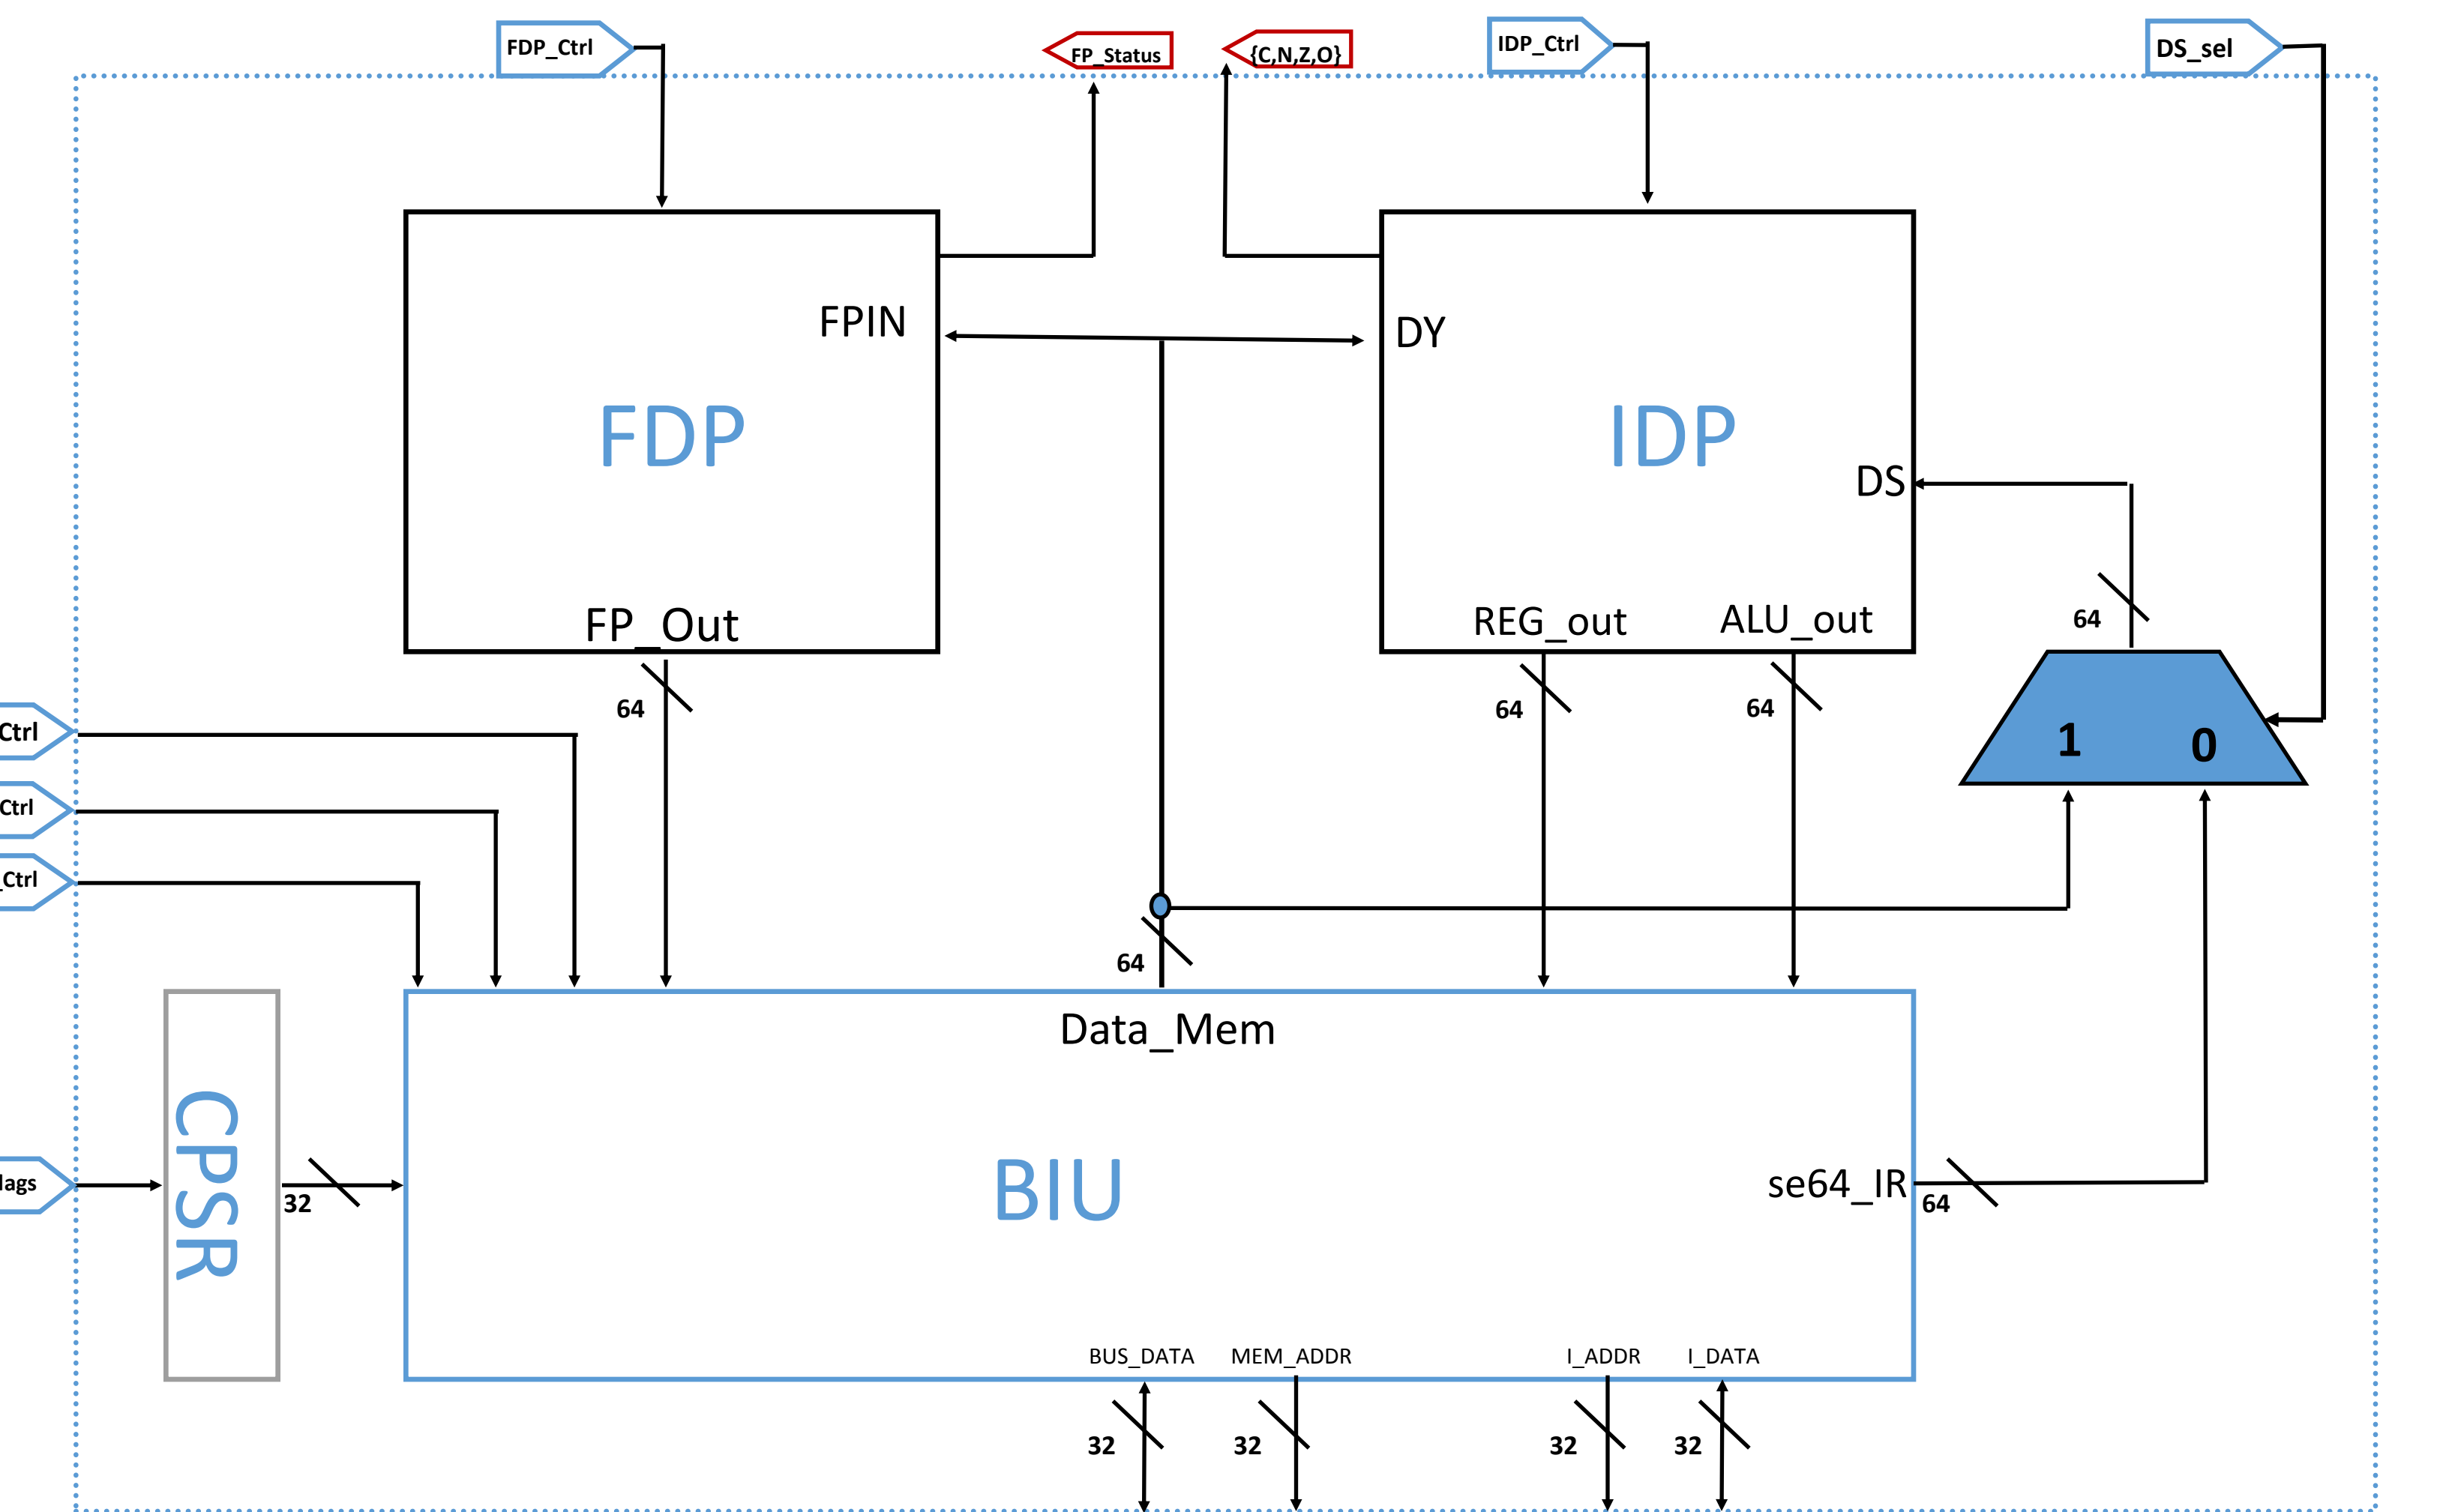 FDP_Ctrl
FP_Status
{C,N,Z,O}
IDP_Ctrl
DS_sel
FPIN
DY
FDP
IDP
DS
FP_Out
REG_out
ALU_out
64
64
64
64
Ctrl
1
0
Ctrl
_Ctrl
64
Data_Mem
CPSR
BIU
lags
32
se64_IR
64
BUS_DATA
MEM_ADDR
I_ADDR
I_DATA
32
32
32
32